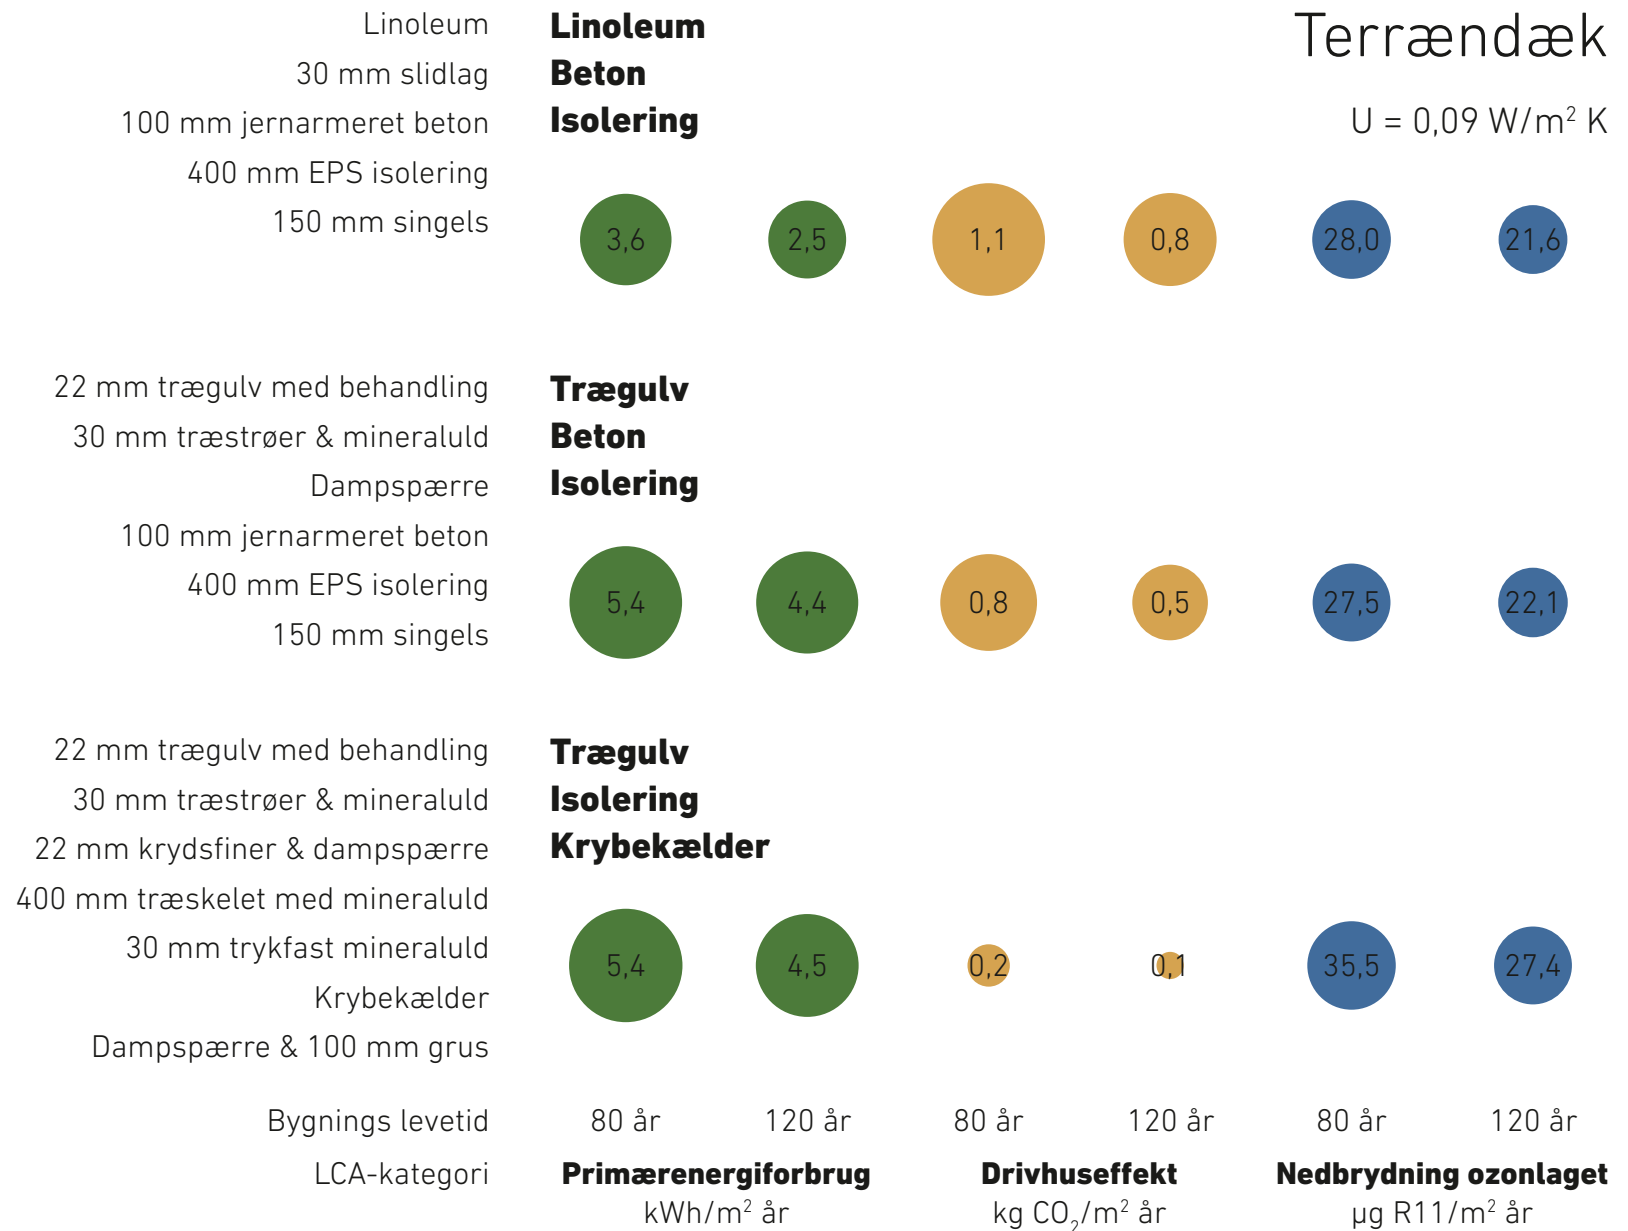 Terrændæk
U = 0,09 W/m² K
Linoleum
30 mm slidlag
100 mm jernarmeret beton
400 mm EPS isolering
150 mm singels
Linoleum
Beton
Isolering
3,6 2,5 1,1 0,8 28,0 21,6
22 mm trægulv med behandling
30 mm træstrøer & mineraluld
Dampspærre
100 mm jernarmeret beton
400 mm EPS isolering
150 mm singels
Trægulv
Beton
Isolering
5,4 4,4 0,8 0,5 27,5 22,1
22 mm trægulv med behandling
30 mm træstrøer & mineraluld
22 mm krydsfiner & dampspærre
400 mm træskelet med mineraluld
30 mm trykfast mineraluld
Krybekælder
Dampspærre & 100 mm grus
Trægulv
Isolering
Krybekælder
5,4 4,5 0,2 0,1 35,5 27,4
Bygnings levetid 80 år 120 år 80 år 120 år 80 år 120 år
LCA-kategori Primærenergiforbrug Drivhuseffekt Nedbrydning ozonlaget
kWh/m² år kg CO₂/m² år µg R11/m² år